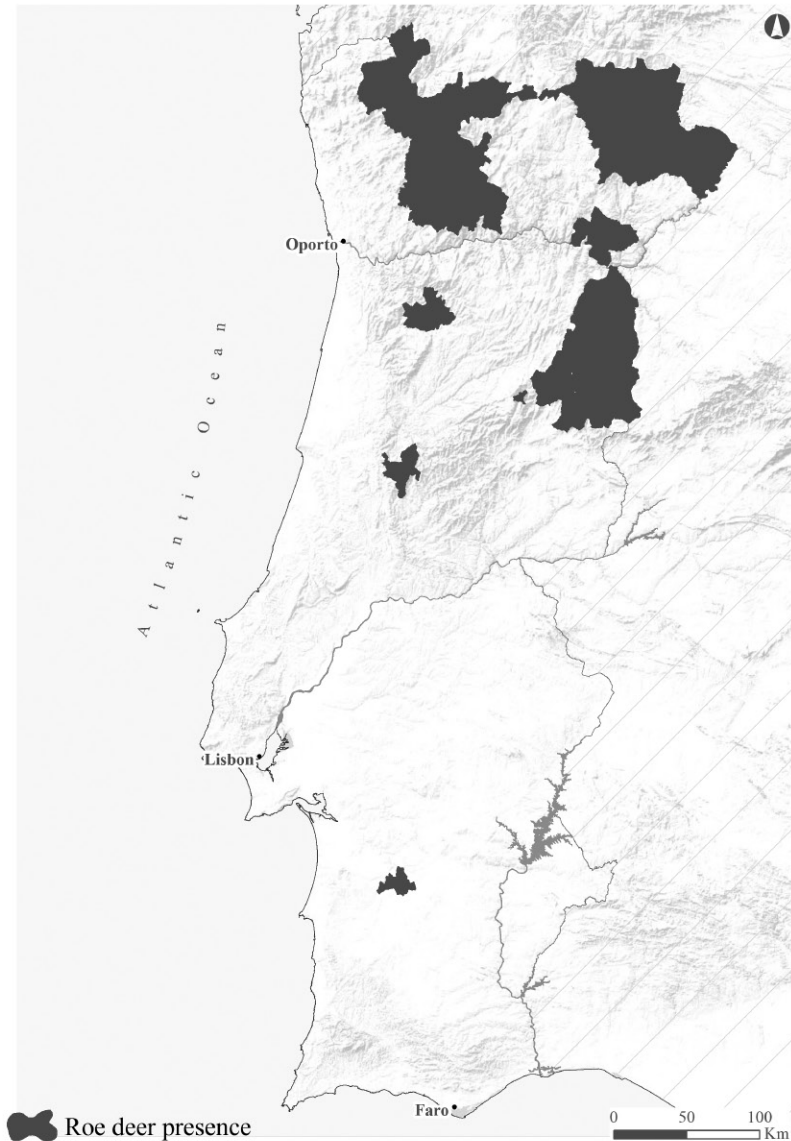 Oporto
Atlantic Ocean
Lisbon
Faro
Roe deer presence
0 50 100
Km